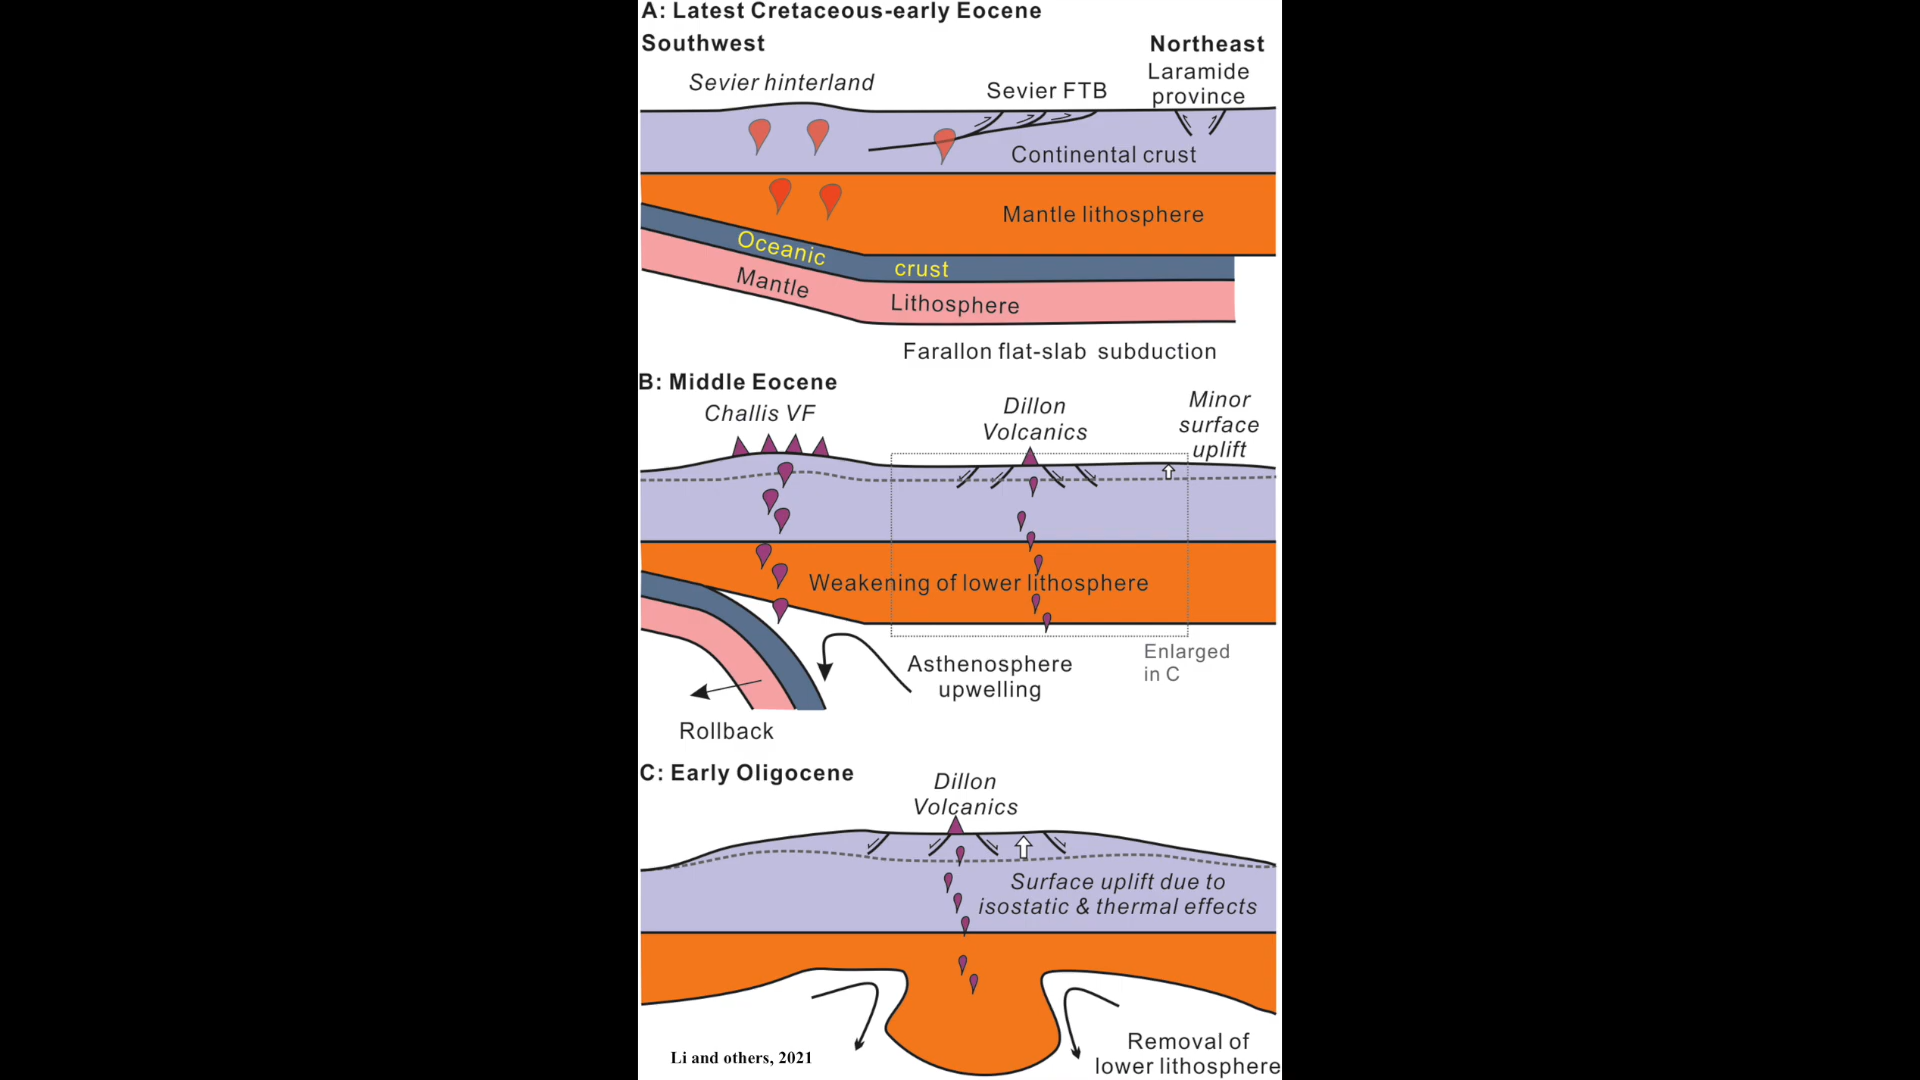 A: Latest Cretaceous-early Eocene
Southwest
Northeast
Sevier hinterland
Sevier FTB
Laramide
province
Continental crust
Mantle lithosphere
Oceanic crust
Mantle Lithosphere
Farallon flat-slab subduction
B: Middle Eocene
Challis VF
Dillon
Volcanics
Minor
surface
uplift
Weakening of lower lithosphere
Asthenosphere
upwelling
Enlarged
in C
Rollback
C: Early Oligocene
Dillon
Volcanics
Surface uplift due to
isostatic & thermal effects
Removal of
lower lithosphere
Li and others, 2021